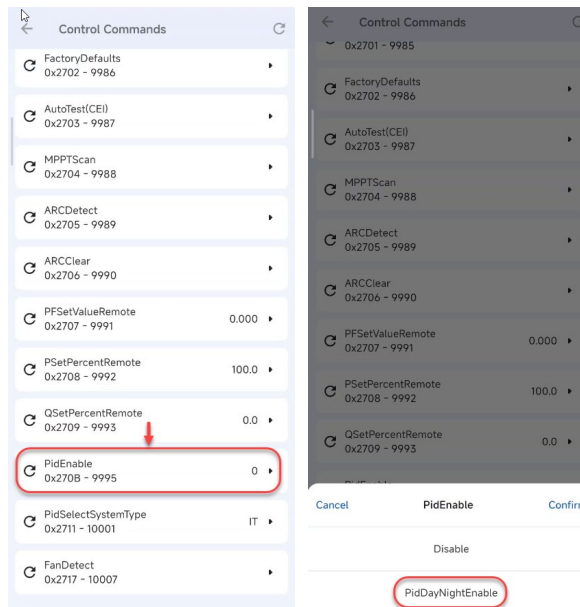 Control Commands
FactoryDefaults
0x2702 - 9986
AutoTest(CEI)
0x2703 - 9987
MPPTScan
0x2704 - 9988
ARCDetect
0x2705 - 9989
ARCClear
0x2706 - 9990
PFSetValueRemote
0.000
0x2707 - 9991
PSetPercentRemote
100.0
0x2708 - 9992
QSetPercentRemote
0.0
0x2709 - 9993
PidEnable
0
0x270B - 9995
PidSelectSystemType
IT
0x2711 - 10001
FanDetect
0x2717 - 10007
Control Commands
0x2701 - 9985
FactoryDefaults
0x2702 - 9986
AutoTest(CEI)
0x2703 - 9987
MPPTScan
0x2704 - 9988
ARCDetect
0x2705 - 9989
ARCClear
0x2706 - 9990
PFSetValueRemote
0.000
0x2707 - 9991
PSetPercentRemote
100.0
0x2708 - 9992
QSetPercentRemote
0.0
0x2709 - 9993
Cancel PidEnable Confirm
Disable
PidDayNightEnable